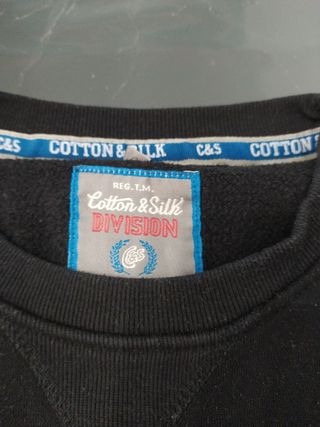 C&S COTTON & SILK C&S COTTON &
REG. T.M.
Cotton & Silk
DIVISION
C&S